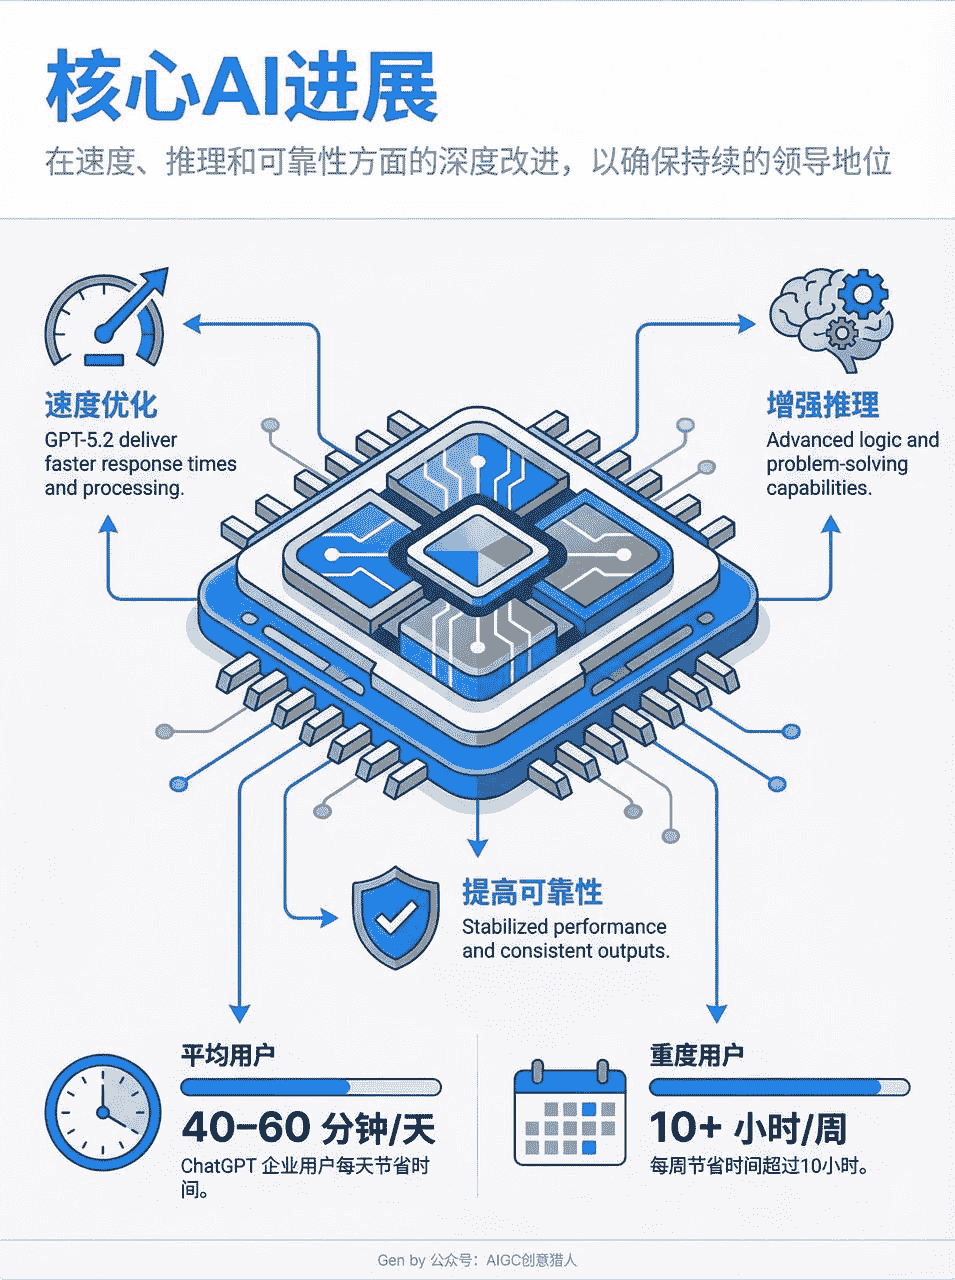 核心AI进展
在速度、推理和可靠性方面的深度改进，以确保持续的领导地位
速度优化
GPT-5.2 deliver
faster response times
and processing.
增强推理
Advanced logic and
problem-solving
capabilities.
提高可靠性
Stabilized performance
and consistent outputs.
平均用户
40–60 分钟/天
ChatGPT 企业用户每天节省时
间。
重度用户
10+ 小时/周
每周节省时间超过10小时。
Gen by 公众号：AIGC创意猎人